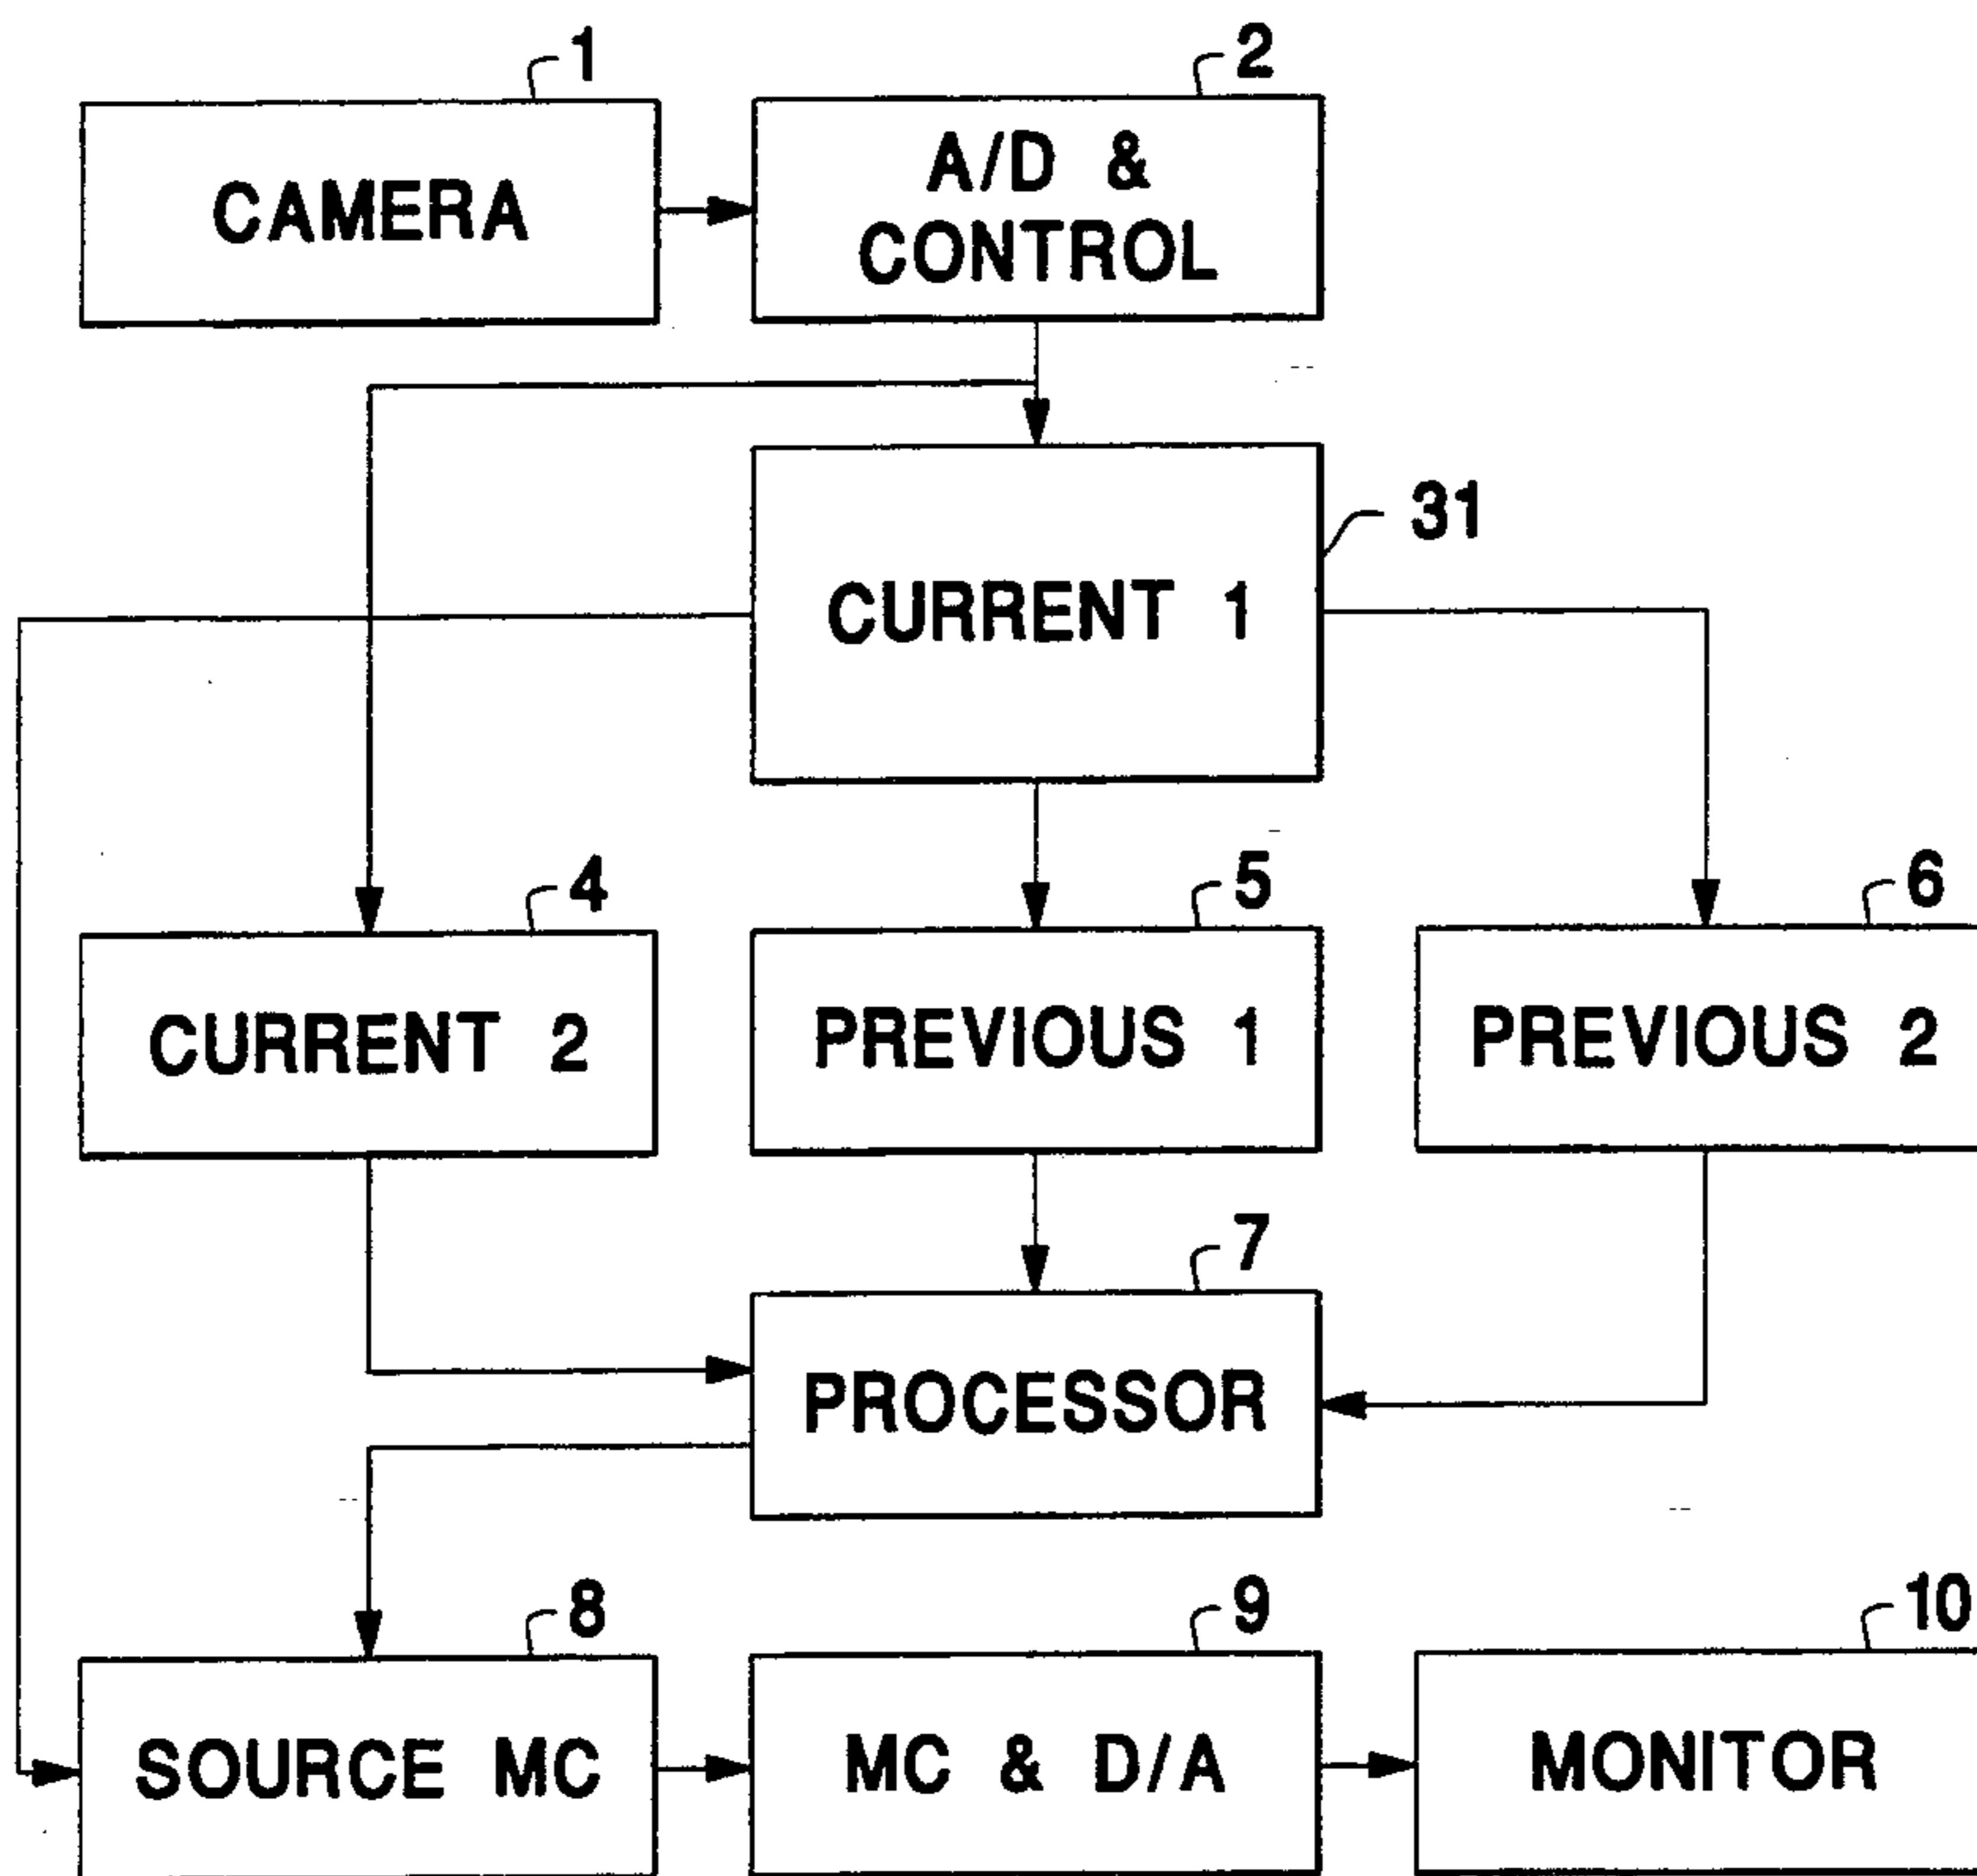 1
2
CAMERA
A/D &
CONTROL
31
CURRENT 1
4
5
6
CURRENT 2
PREVIOUS 1
PREVIOUS 2
7
PROCESSOR
8
9
10
SOURCE MC
MC & D/A
MONITOR